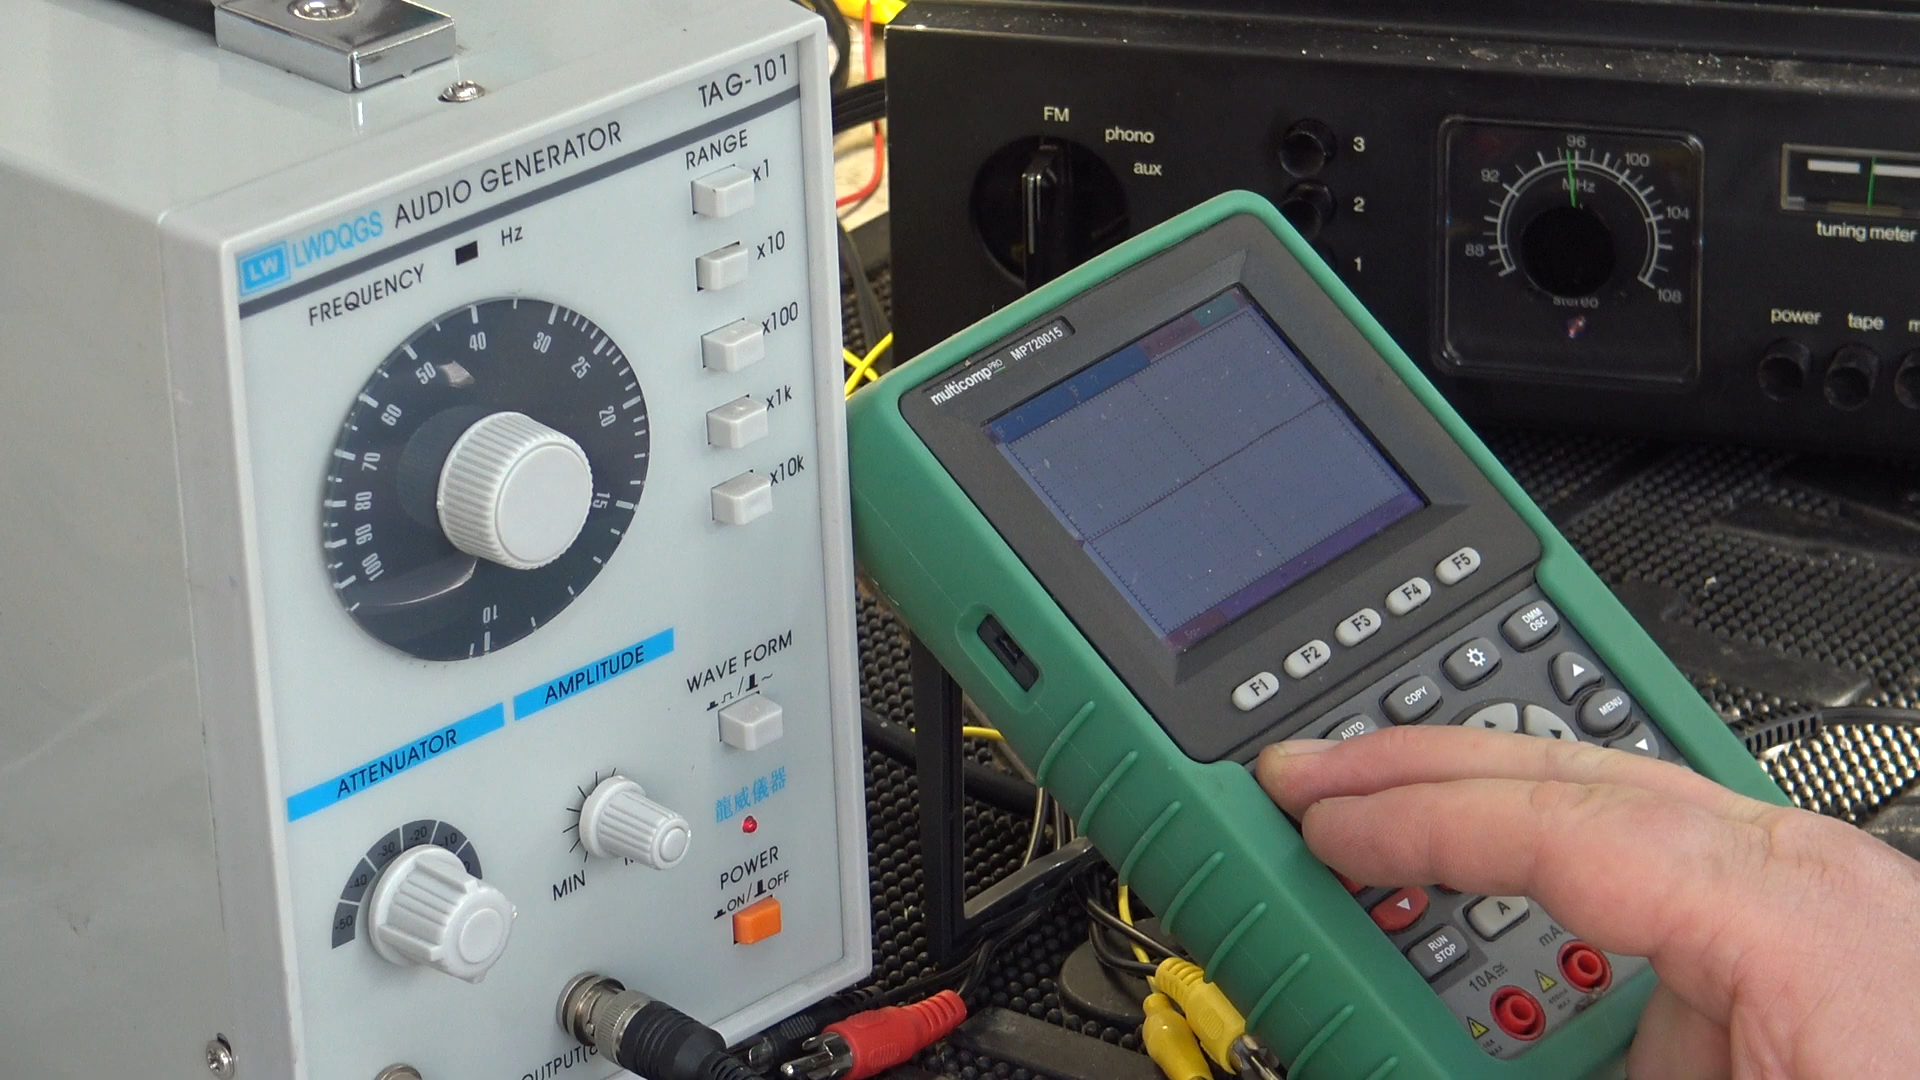 TAG-101
LW LWDQGS AUDIO GENERATOR
RANGE
x1
x10
x100
x1k
x10k
FREQUENCY
Hz
100 90 80 70 60 50 40 30 25 20 15 10
WAVE FORM
龍威儀器
POWER
ON/ OFF
ATTENUATOR
AMPLITUDE
-50 -40 -30 -20 -10 0
MIN
OUTPUT(
multicomp PRO MP720015
F1 F2 F3 F4 F5
DMM
OSC
COPY
AUTO
MENU
RUN
STOP
A
10A
mA
10A
MAX
MAX
FM
phono
aux
3
2
1
88 92 96 100 104 108
MHz
stereo
tuning meter
power
tape